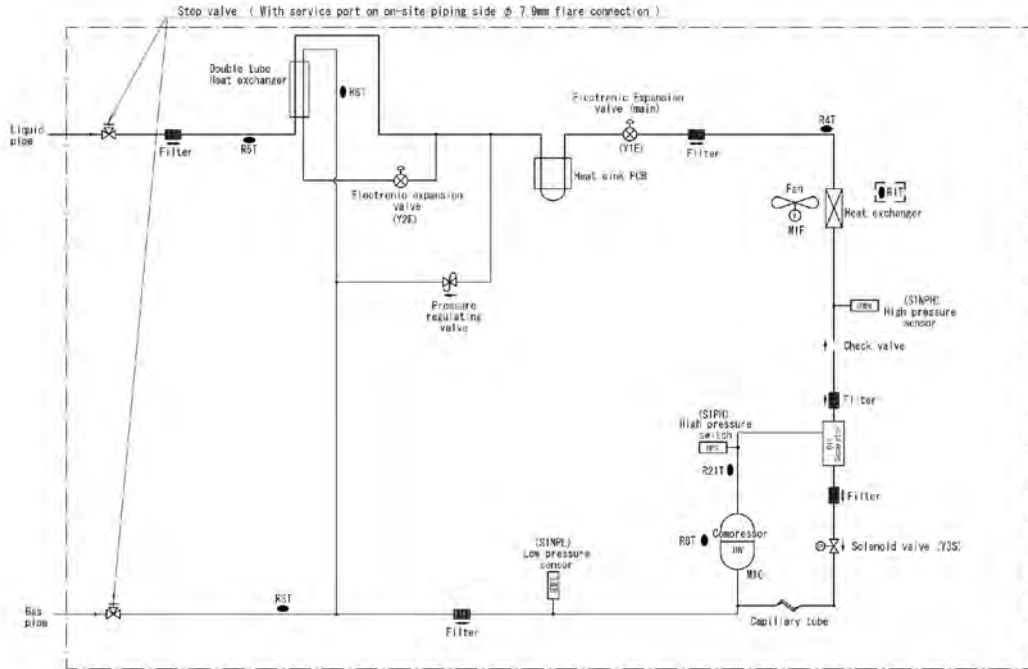 Stop valve ( With service port on on-site piping side φ 7.9mm flare connection )
Double tube
Heat exchanger
R6T
Electronic Expansion
valve (main)
(Y1E)
R4T
Liquid
pipe
Filter
R5T
Filter
Heat sink PCB
Electronic expansion
valve
(Y2E)
Fan
M1F
R1T
Heat exchanger
Pressure
regulating
valve
(S1NPH)
High pressure
sensor
Check valve
Filter
(S1PH)
High pressure
switch
HPS
Oil
Separator
R21T
Filter
Compressor
INV
R8T
M1C
(S1NPL)
Low pressure
sensor
Solenoid valve (Y3S)
Gas
pipe
R3T
Filter
Capillary tube